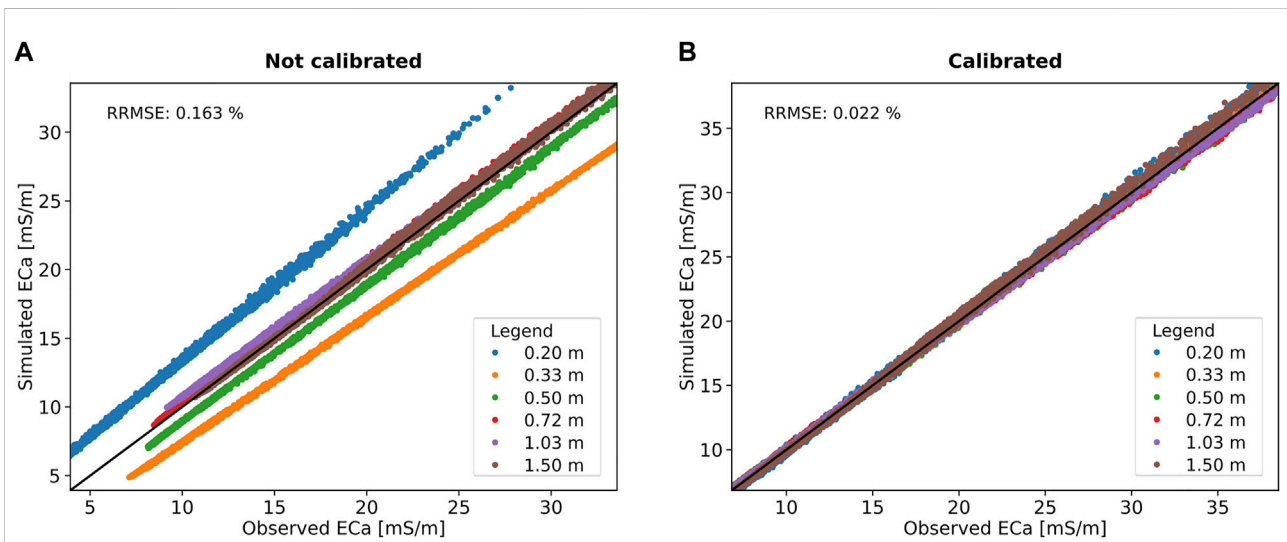 A
Not calibrated
RRMSE: 0.163 %
Simulated ECa [mS/m]
30
25
20
15
10
5
Legend
0.20 m
0.33 m
0.50 m
0.72 m
1.03 m
1.50 m
5 10 15 20 25 30
Observed ECa [mS/m]
B
Calibrated
RRMSE: 0.022 %
Simulated ECa [mS/m]
35
30
25
20
15
10
Legend
0.20 m
0.33 m
0.50 m
0.72 m
1.03 m
1.50 m
10 15 20 25 30 35
Observed ECa [mS/m]